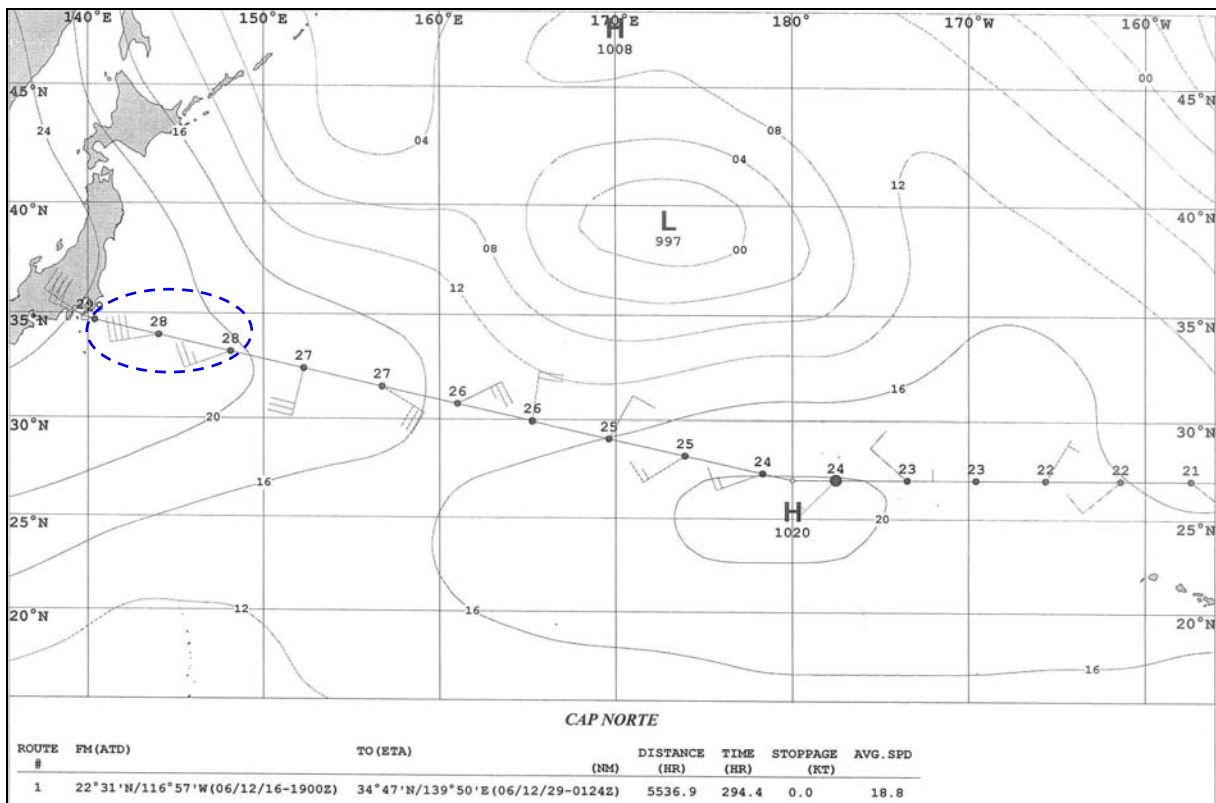 140°E 150°E 160°E 170°E 180° 170°W 160°W
H
1008
00
45°N 45°N
24 16 08
04 04
12
40°N 40°N
L
997
08 00
12
29
35°N 35°N
28
28
27
27 16
26
26
20 25
30°N 30°N
25
24 24 23 23 22 22 21
16
H
25°N 20 25°N
1020
12 16
20°N 20°N
16
CAP NORTE
ROUTE FM(ATD) TO(ETA) DISTANCE TIME STOPPAGE AVG.SPD
# (NM) (HR) (HR) (KT)
1 22°31'N/116°57'W(06/12/16-1900Z) 34°47'N/139°50'E(06/12/29-0124Z) 5536.9 294.4 0.0 18.8